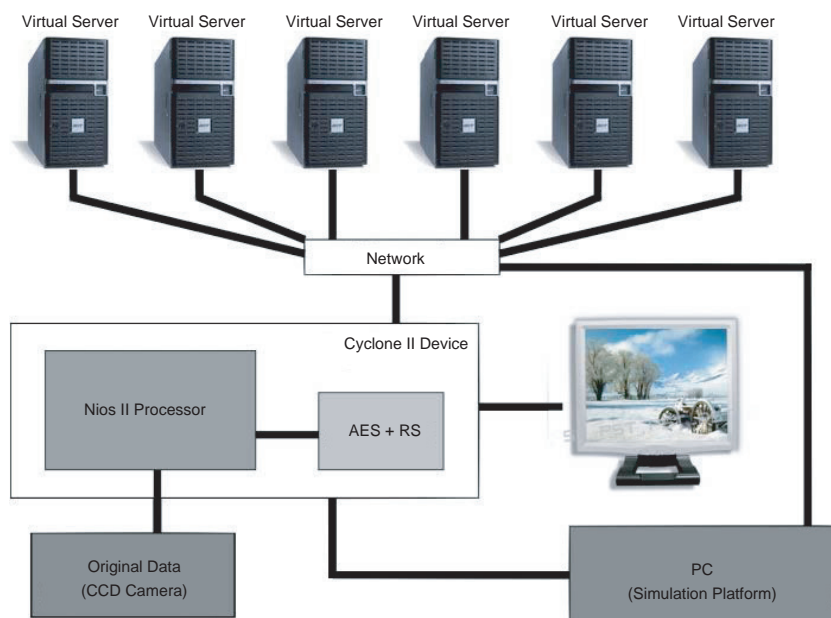 Virtual Server Virtual Server Virtual Server Virtual Server Virtual Server Virtual Server
Network
Cyclone II Device
Nios II Processor
AES + RS
Original Data
(CCD Camera)
PC
(Simulation Platform)